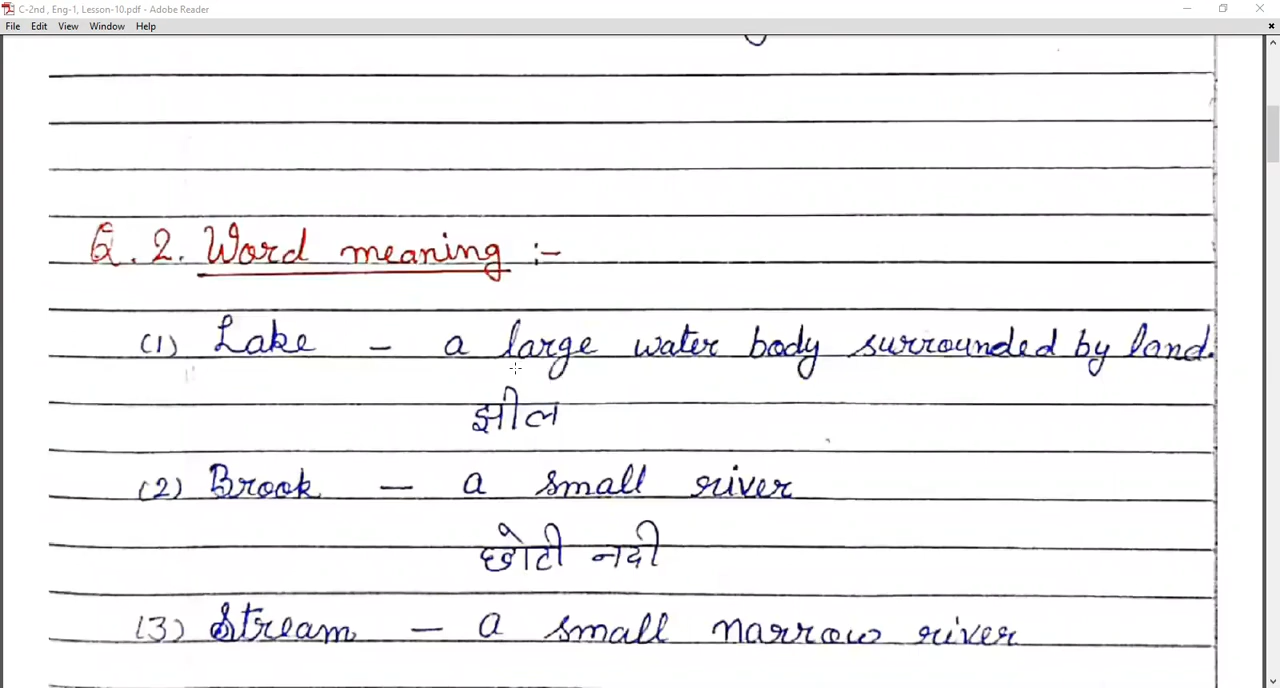 C-2nd , Eng-1, Lesson-10.pdf - Adobe Reader
File Edit View Window Help
Q. 2. Word meaning :-
(1) Lake - a large water body surrounded by land.
झील
(2) Brook - a small river
छोटी नदी
(3) Stream - a small narrow river